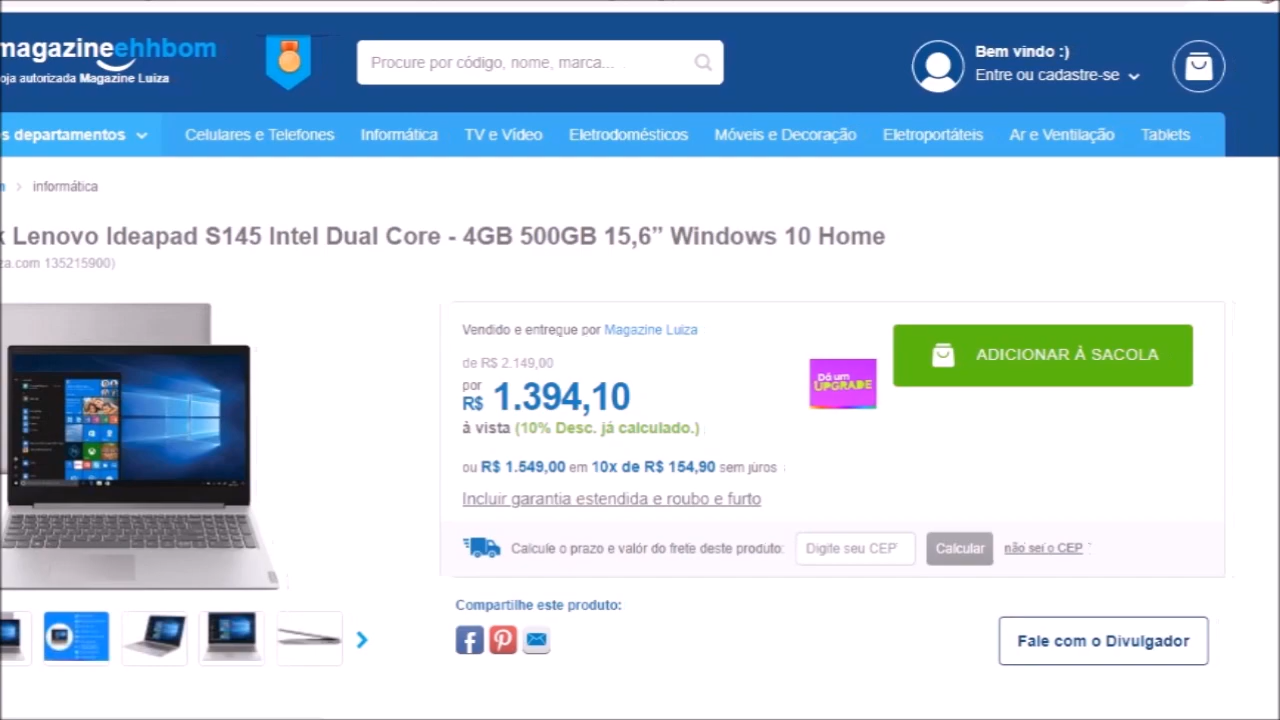 magazineehhbom
oja autorizada Magazine Luiza
Procure por código, nome, marca...
Bem vindo :)
Entre ou cadastre-se
s departamentos
Celulares e Telefones
Informática
TV e Vídeo
Eletrodomésticos
Móveis e Decoração
Eletroportáteis
Ar e Ventilação
Tablets
informática
k Lenovo Ideapad S145 Intel Dual Core - 4GB 500GB 15,6” Windows 10 Home
za.com 135215900)
Vendido e entregue por Magazine Luiza
de R$ 2.149,00
por
R$ 1.394,10
à vista (10% Desc. já calculado.)
Dá um
UPGRADE
ADICIONAR À SACOLA
ou R$ 1.549,00 em 10x de R$ 154,90 sem juros
Incluir garantia estendida e roubo e furto
Calcule o prazo e valor do frete deste produto:
Digite seu CEP
Calcular
não sei o CEP
Compartilhe este produto:
Fale com o Divulgador